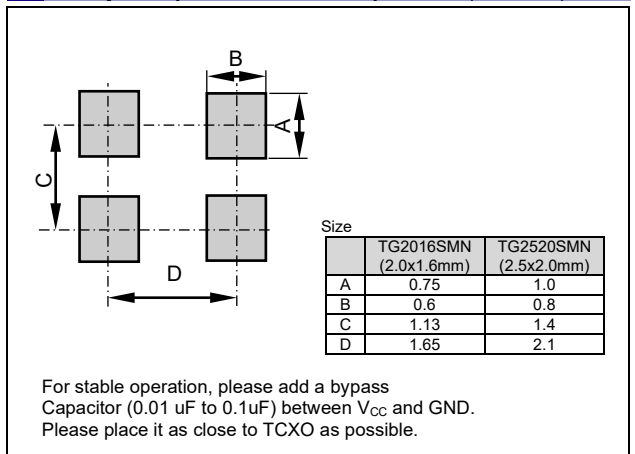 B
A
C
D
Size
TG2016SMN TG2520SMN
(2.0x1.6mm) (2.5x2.0mm)
A 0.75 1.0
B 0.6 0.8
C 1.13 1.4
D 1.65 2.1
For stable operation, please add a bypass
Capacitor (0.01 uF to 0.1uF) between VCC and GND.
Please place it as close to TCXO as possible.